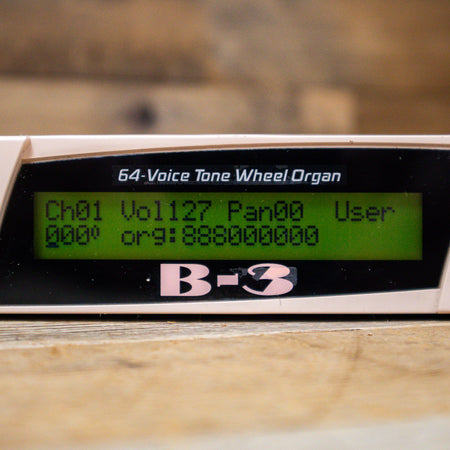 64-Voice Tone Wheel Organ
Ch01 Vol127 Pan00 User
000⁰ org:888000000
B-3